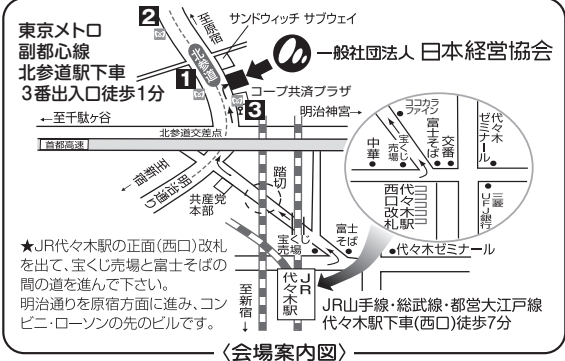 東京メトロ
副都心線
北参道駅下車
3番出入口徒歩1分
2
至原宿
サンドウィッチ サブウェイ
北参道
一般社団法人 日本経営協会
1
コープ共済プラザ
3
至千駄ヶ谷
明治神宮
北参道交差点
首都高速
至新宿
明治通り
共産党
本部
踏切
宝くじ
売場
富士
そば
代々木ゼミナール
ココカラ
ファイン
中華
宝くじ
売場
富士そば
交番
代々木
ゼミナール
代々木駅
西口改札
三菱
UFJ銀行
★JR代々木駅の正面(西口)改札
を出て、宝くじ売場と富士そばの
間の道を進んで下さい。
明治通りを原宿方面に進み、コン
ビニ・ローソンの先のビルです。
至新宿
JR
代々木駅
JR山手線・総武線・都営大江戸線
代々木駅下車(西口)徒歩7分
〈会場案内図〉